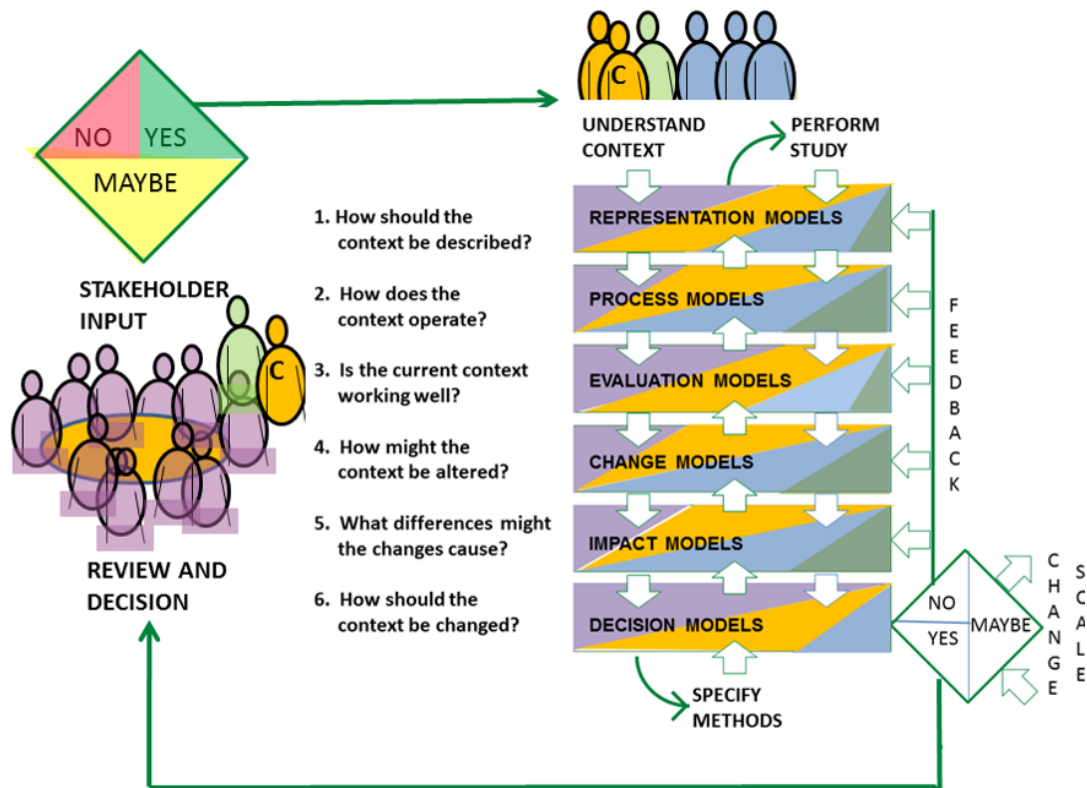 C
UNDERSTAND
CONTEXT
PERFORM
STUDY
NO YES
MAYBE
STAKEHOLDER
INPUT
C
REVIEW AND
DECISION
1. How should the
context be described?
2. How does the
context operate?
3. Is the current context
working well?
4. How might the
context be altered?
5. What differences might
the changes cause?
6. How should the
context be changed?
REPRESENTATION MODELS
PROCESS MODELS
EVALUATION MODELS
CHANGE MODELS
IMPACT MODELS
DECISION MODELS
SPECIFY
METHODS
FEEDBACK
NO
YES
MAYBE
CHANGE
SCALE